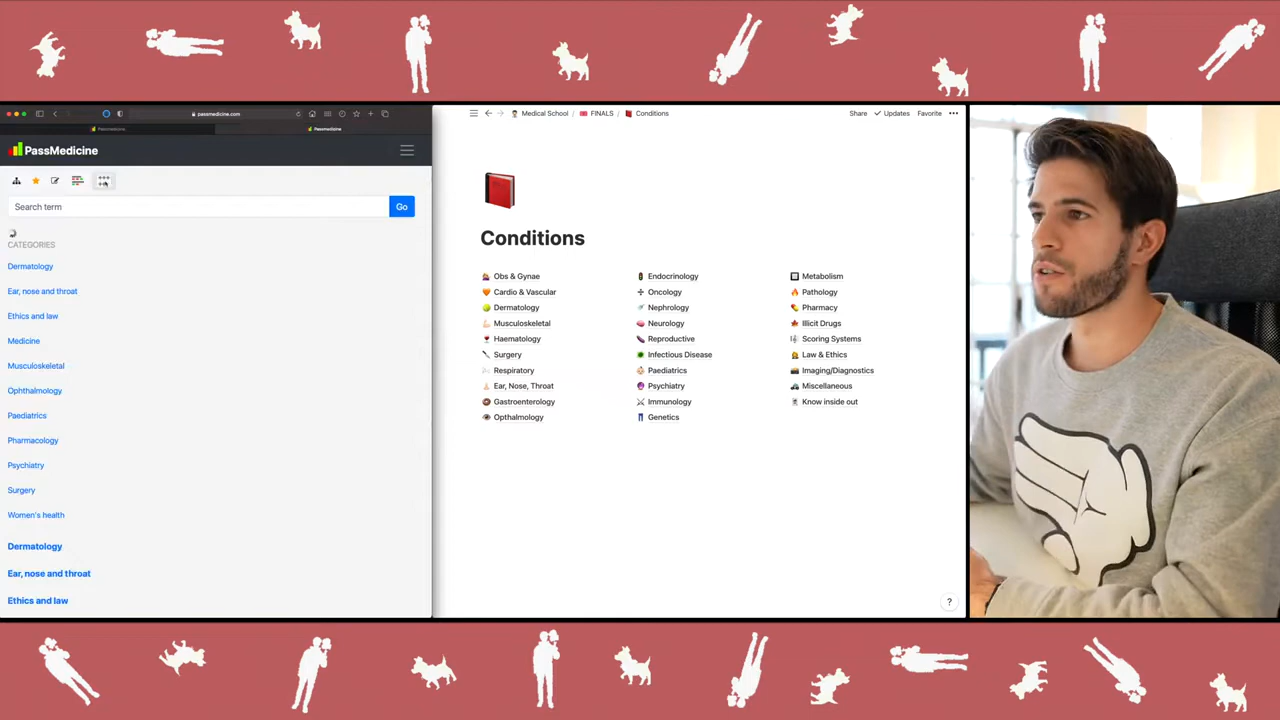 passmedicine.com
Passmedicine
Passmedicine
PassMedicine
Search term
Go
CATEGORIES
Dermatology
Ear, nose and throat
Ethics and law
Medicine
Musculoskeletal
Ophthalmology
Paediatrics
Pharmacology
Psychiatry
Surgery
Women's health
Dermatology
Ear, nose and throat
Ethics and law
Medical School / FINALS / Conditions
Share Updates Favorite
Conditions
Obs & Gynae
Cardio & Vascular
Dermatology
Musculoskeletal
Haematology
Surgery
Respiratory
Ear, Nose, Throat
Gastroenterology
Opthalmology
Endocrinology
Oncology
Nephrology
Neurology
Reproductive
Infectious Disease
Paediatrics
Psychiatry
Immunology
Genetics
Metabolism
Pathology
Pharmacy
Illicit Drugs
Scoring Systems
Law & Ethics
Imaging/Diagnostics
Miscellaneous
Know inside out
?